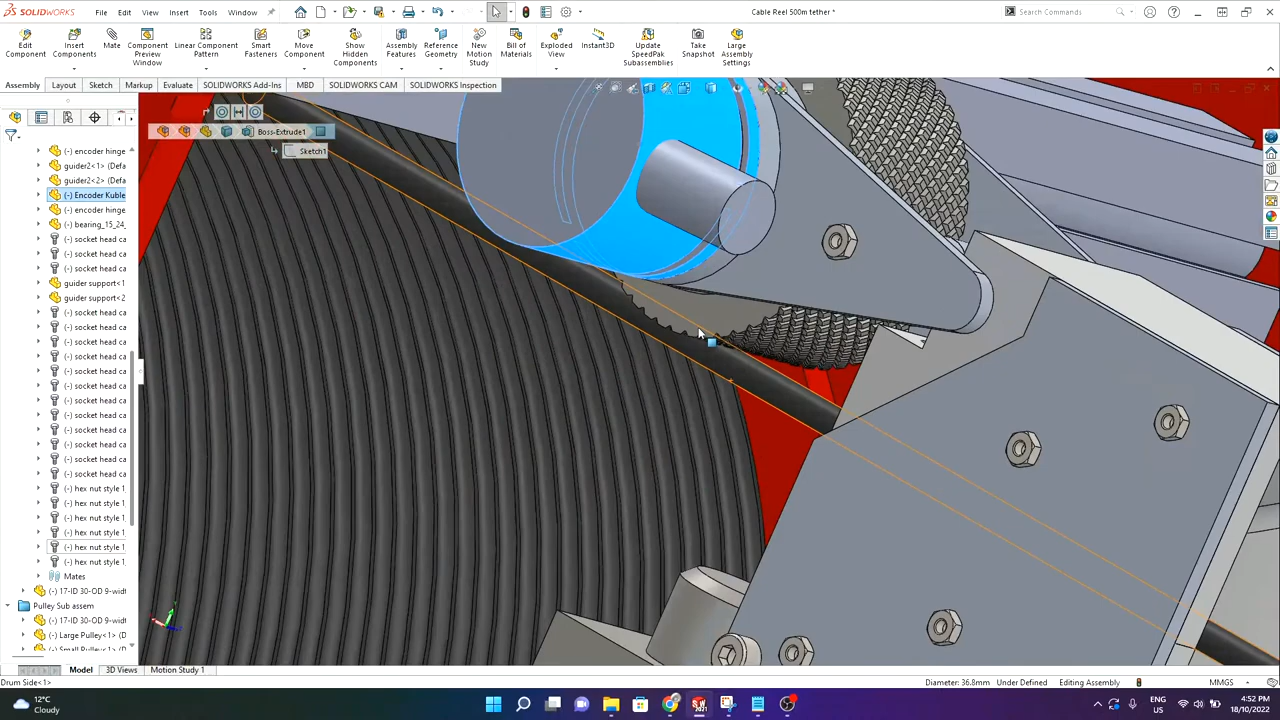 SOLIDWORKS File Edit View Insert Tools Window Cable Reel 500m tether * Search Commands
Edit Component
Insert Components
Mate
Component Preview Window
Linear Component Pattern
Smart Fasteners
Move Component
Show Hidden Components
Assembly Features
Reference Geometry
New Motion Study
Bill of Materials
Exploded View
Instant3D
Update SpeedPak Subassemblies
Take Snapshot
Large Assembly Settings
Assembly Layout Sketch Markup Evaluate SOLIDWORKS Add-Ins MBD SOLIDWORKS CAM SOLIDWORKS Inspection
Boss-Extrude1
Sketch1
(-) encoder hinge
guider2<1> (Defa
guider2<2> (Defa
(-) Encoder Kuble
(-) encoder hinge
(-) bearing_15_24_
(-) socket head ca
(-) socket head ca
(-) socket head ca
guider support<1
guider support<2
(-) socket head ca
(-) socket head ca
(-) socket head ca
(-) socket head ca
(-) socket head ca
(-) socket head ca
(-) socket head ca
(-) socket head ca
(-) socket head ca
(-) socket head ca
(-) socket head ca
(-) socket head ca
(-) hex nut style 1
(-) hex nut style 1
(-) hex nut style 1
(-) hex nut style 1
(-) hex nut style 1
(-) hex nut style 1
Mates
(-) 17-ID 30-OD 9-widt
Pulley Sub assem
(-) 17-ID 30-OD 9-widt
(-) Large Pulley<1> (D
(-) Small Pulley<1> (D
Model 3D Views Motion Study 1
Drum Side<1> Diameter: 36.8mm Under Defined Editing Assembly MMGS
12°C
Cloudy
ENG
US
4:52 PM
18/10/2022